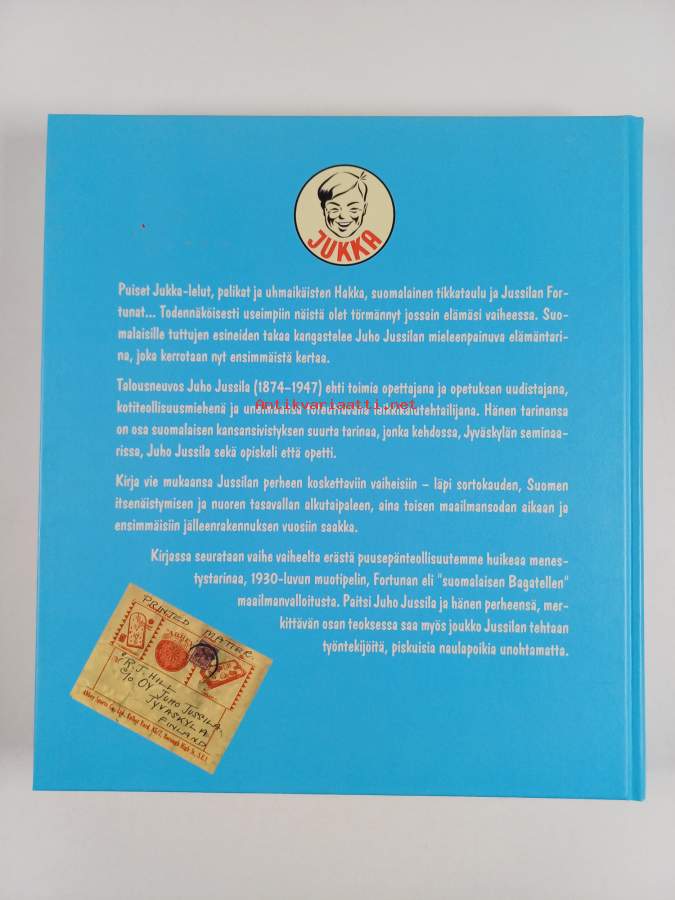 JUKKA
Puiset Jukka-lelut, palikat ja uhmaikäisten Hakka, suomalainen tikkataulu ja Jussilan For-
tunat... Todennäköisesti useimpiin näistä olet törmännyt jossain elämäsi vaiheessa. Suo-
malaisille tuttujen esineiden takaa kangastelee Juho Jussilan mieleenpainuva elämäntari-
na, joka kerrotaan nyt ensimmäistä kertaa.
Talousneuvos Juho Jussila (1874–1947) ehti toimia opettajana ja opetuksen uudistajana,
Antikvariaatti.net
kotiteollisuusmiehenä ja
on osa suomalaisen kansansivistyksen suurta tarinaa, jonka kehdossa, Jyväskylän seminaa-
rissa, Juho Jussila sekä opiskeli että opetti.
Kirja vie mukaansa Jussilan perheen koskettaviin vaiheisiin – läpi sortokauden, Suomen
itsenäistymisen ja nuoren tasavallan alkutaipaleen, aina toisen maailmansodan aikaan ja
ensimmäisiin jälleenrakennuksen vuosiin saakka.
Kirjassa seurataan vaihe vaiheelta erästä puusepänteollisuutemme huikeaa menes-
tystarinaa, 1930-luvun muotipelin, Fortunan eli "suomalaisen Bagatellen"
maailmanvalloitusta. Paitsi Juho Jussila ja hänen perheensä, mer-
kittävän osan teoksessa saa myös joukko Jussilan tehtaan
työntekijöitä, piskuisia naulapoikia unohtamatta.
PRINTED MATTER
R.J. HILL
c/o OY JUHO JUSSILA
JYVASKYLA
FINLAND